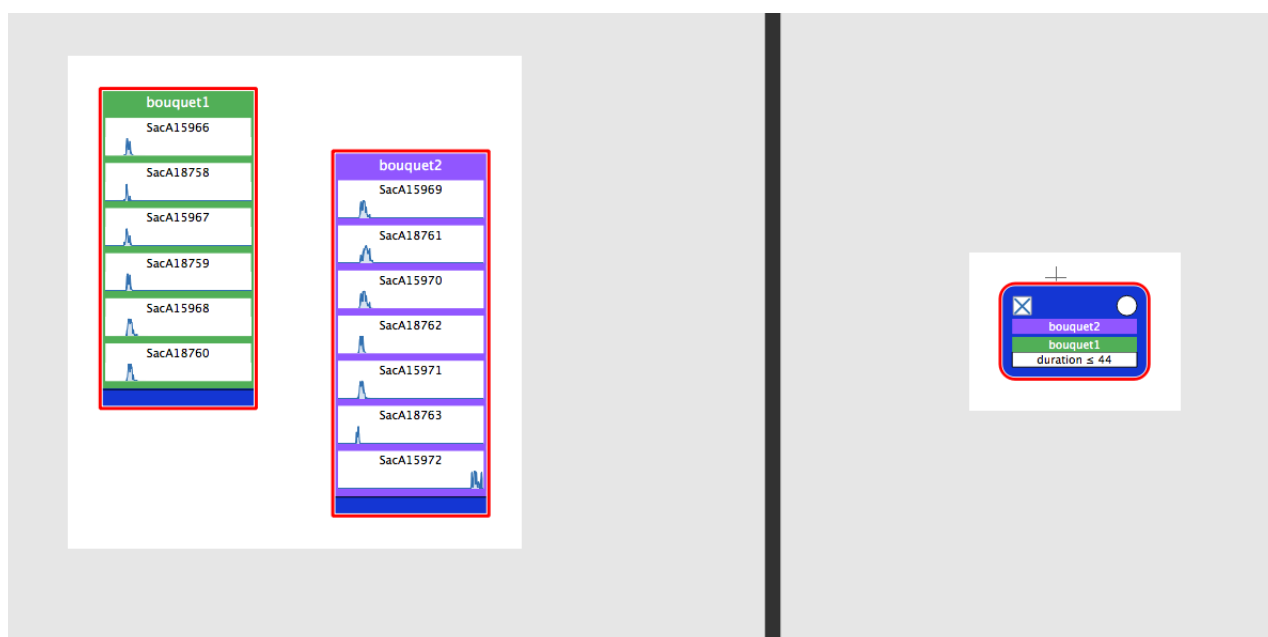 bouquet1
SacA15966
SacA18758
SacA15967
SacA18759
SacA15968
SacA18760
bouquet2
SacA15969
SacA18761
SacA15970
SacA18762
SacA15971
SacA18763
SacA15972
bouquet2
bouquet1
duration ≤ 44